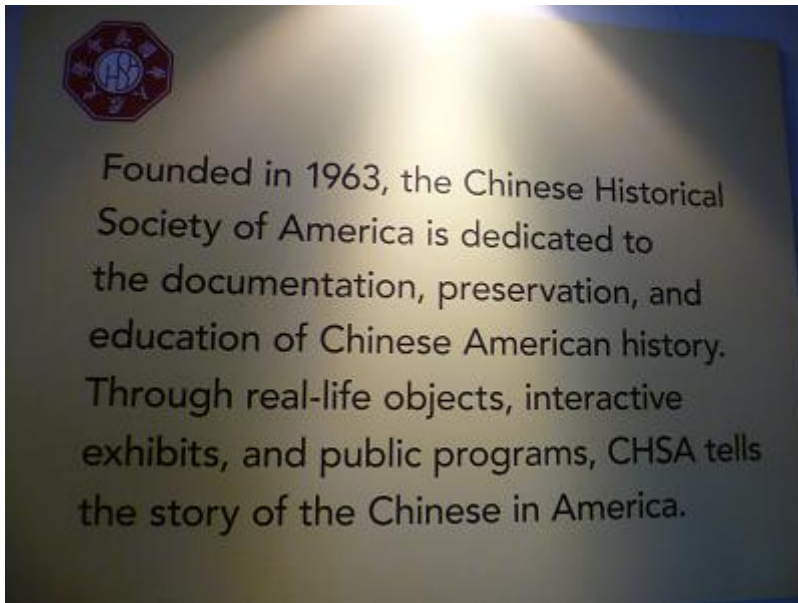 Founded in 1963, the Chinese Historical
Society of America is dedicated to
the documentation, preservation, and
education of Chinese American history.
Through real-life objects, interactive
exhibits, and public programs, CHSA tells
the story of the Chinese in America.